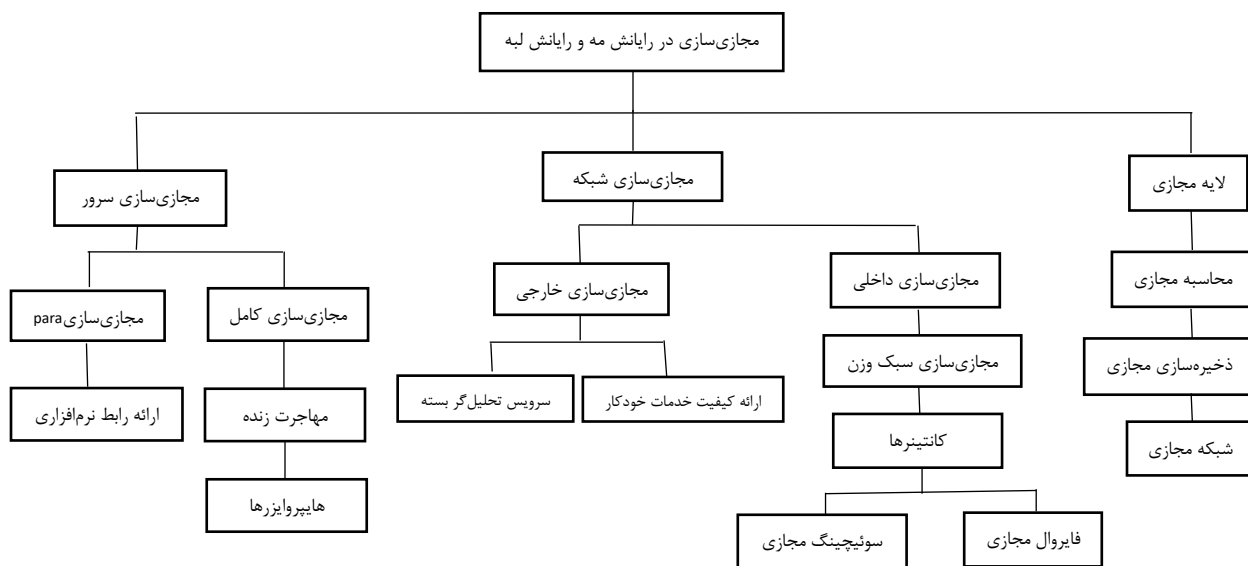 مجازی‌سازی در رایانش مه و رایانش لبه
لایه مجازی
مجازی‌سازی شبکه
مجازی‌سازی سرور
محاسبه مجازی
مجازی‌سازی داخلی
مجازی‌سازی خارجی
مجازی‌سازی کامل
مجازی‌سازیpara
ذخیره‌سازی مجازی
مجازی‌سازی سبک وزن
ارائه کیفیت خدمات خودکار
سرویس تحلیل‌گر بسته
مهاجرت زنده
ارائه رابط نرم‌افزاری
شبکه مجازی
کانتینرها
هایپروایزرها
فایروال مجازی
سوئیچینگ مجازی